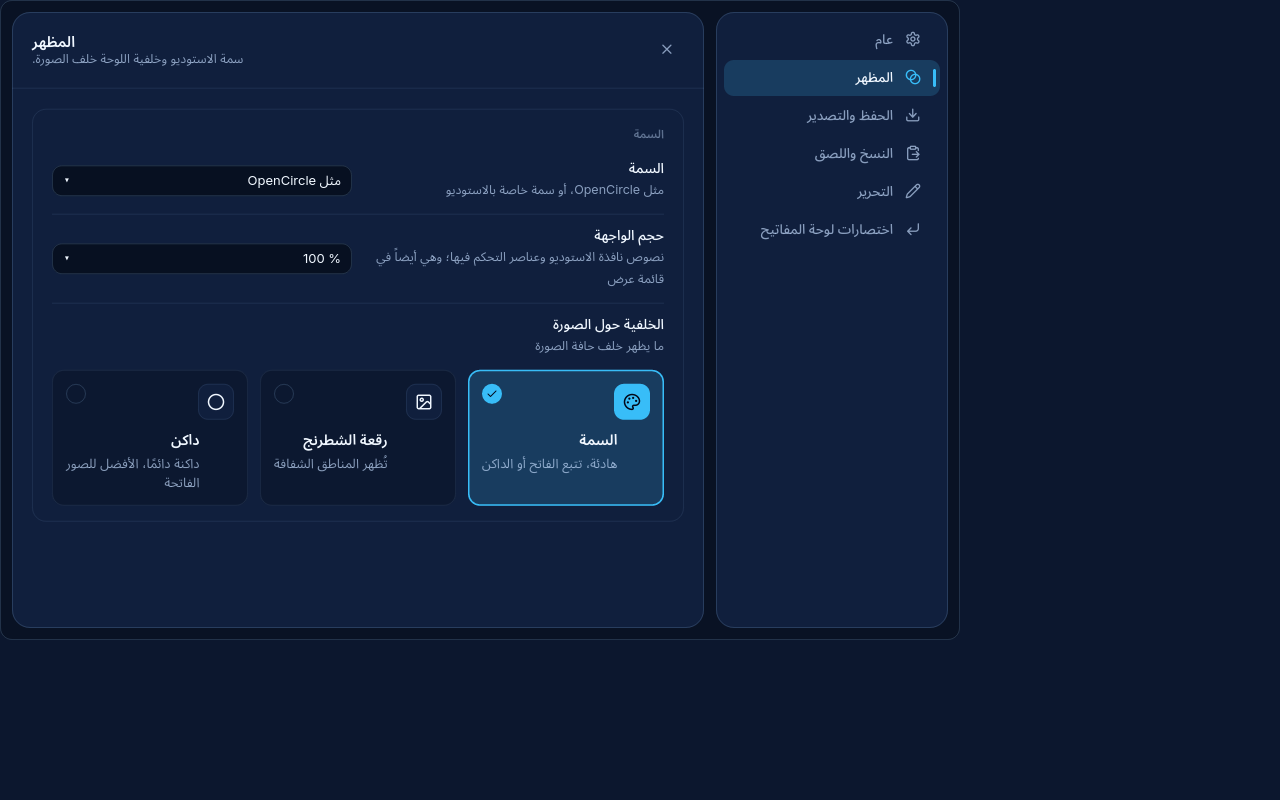 عام
المظهر
الحفظ والتصدير
النسخ واللصق
التحرير
اختصارات لوحة المفاتيح
المظهر
سمة الاستوديو وخلفية اللوحة خلف الصورة.
السمة
السمة
مثل OpenCircle، أو سمة خاصة بالاستوديو
مثل OpenCircle
حجم الواجهة
نصوص نافذة الاستوديو وعناصر التحكم فيها؛ وهي أيضاً في
قائمة عرض
100 %
الخلفية حول الصورة
ما يظهر خلف حافة الصورة
السمة
هادئة، تتبع الفاتح أو الداكن
رقعة الشطرنج
تُظهر المناطق الشفافة
داكن
داكنة دائمًا، الأفضل للصور
الفاتحة